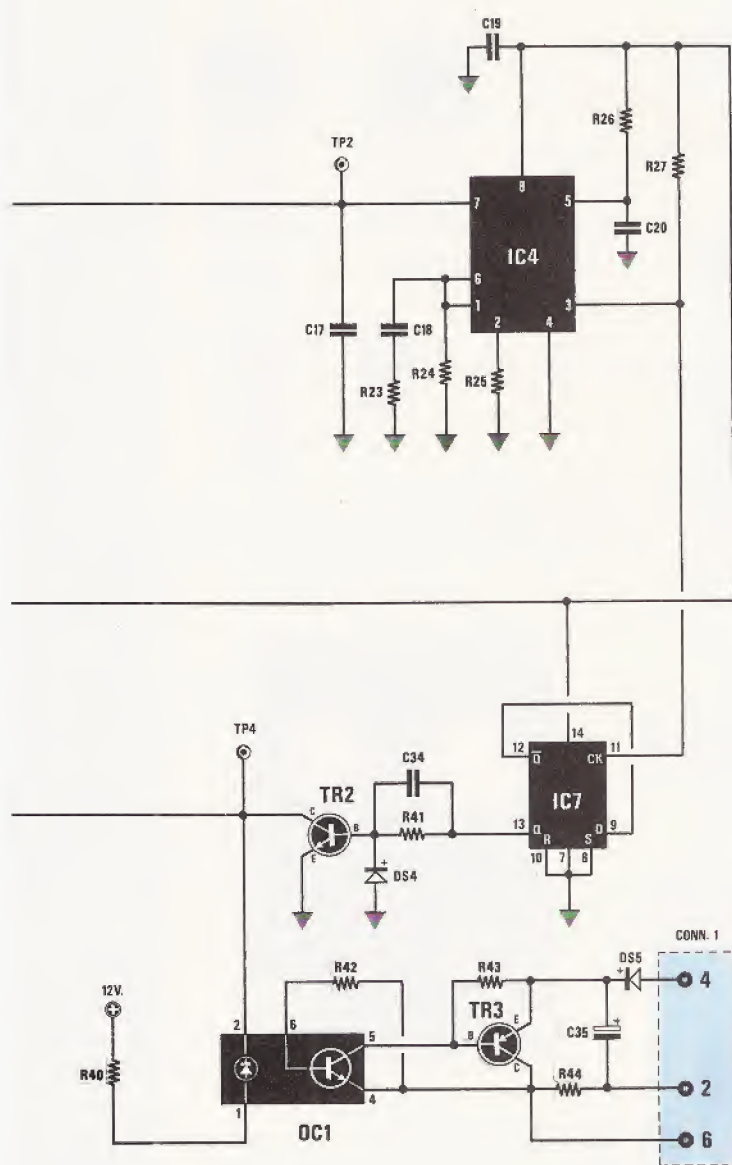 C19
R26
R27
TP2
8
7
5
C20
IC4
6
1
3
2
4
C17
C18
R24
R23
R25
TP4
14
12
Q
CK
11
C34
IC7
TR2
C
B
E
R41
13
Q
R
S
D
9
10
7
8
DS4
CONN. 1
DS5
4
R42
R43
12V.
TR3
E
B
C
+
C35
2
6
5
R40
R44
2
4
1
OC1
6